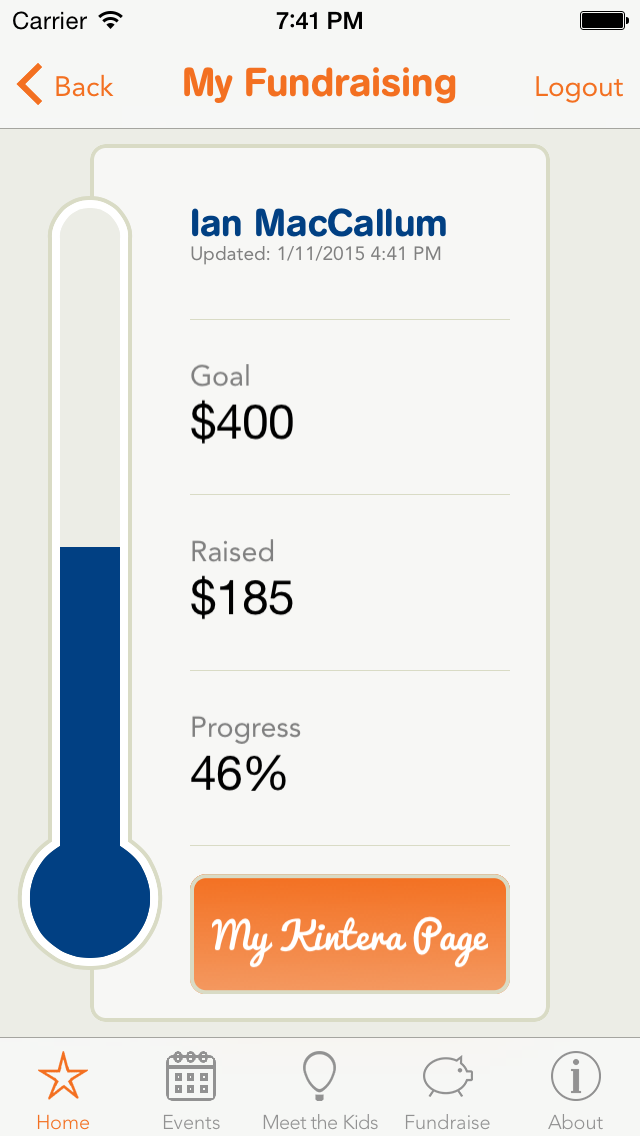 Carrier 7:41 PM
Back My Fundraising Logout
Ian MacCallum
Updated: 1/11/2015 4:41 PM
Goal
$400
Raised
$185
Progress
46%
My Kintera Page
Home Events Meet the Kids Fundraise About